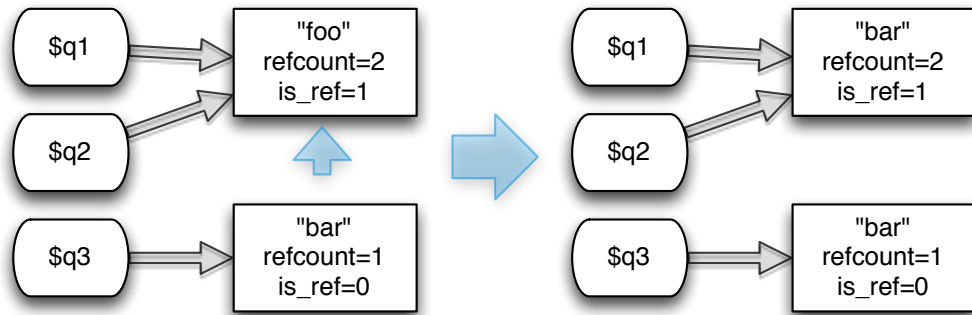 $q1
"foo"
refcount=2
is_ref=1
$q2
$q3
"bar"
refcount=1
is_ref=0
$q1
"bar"
refcount=2
is_ref=1
$q2
$q3
"bar"
refcount=1
is_ref=0